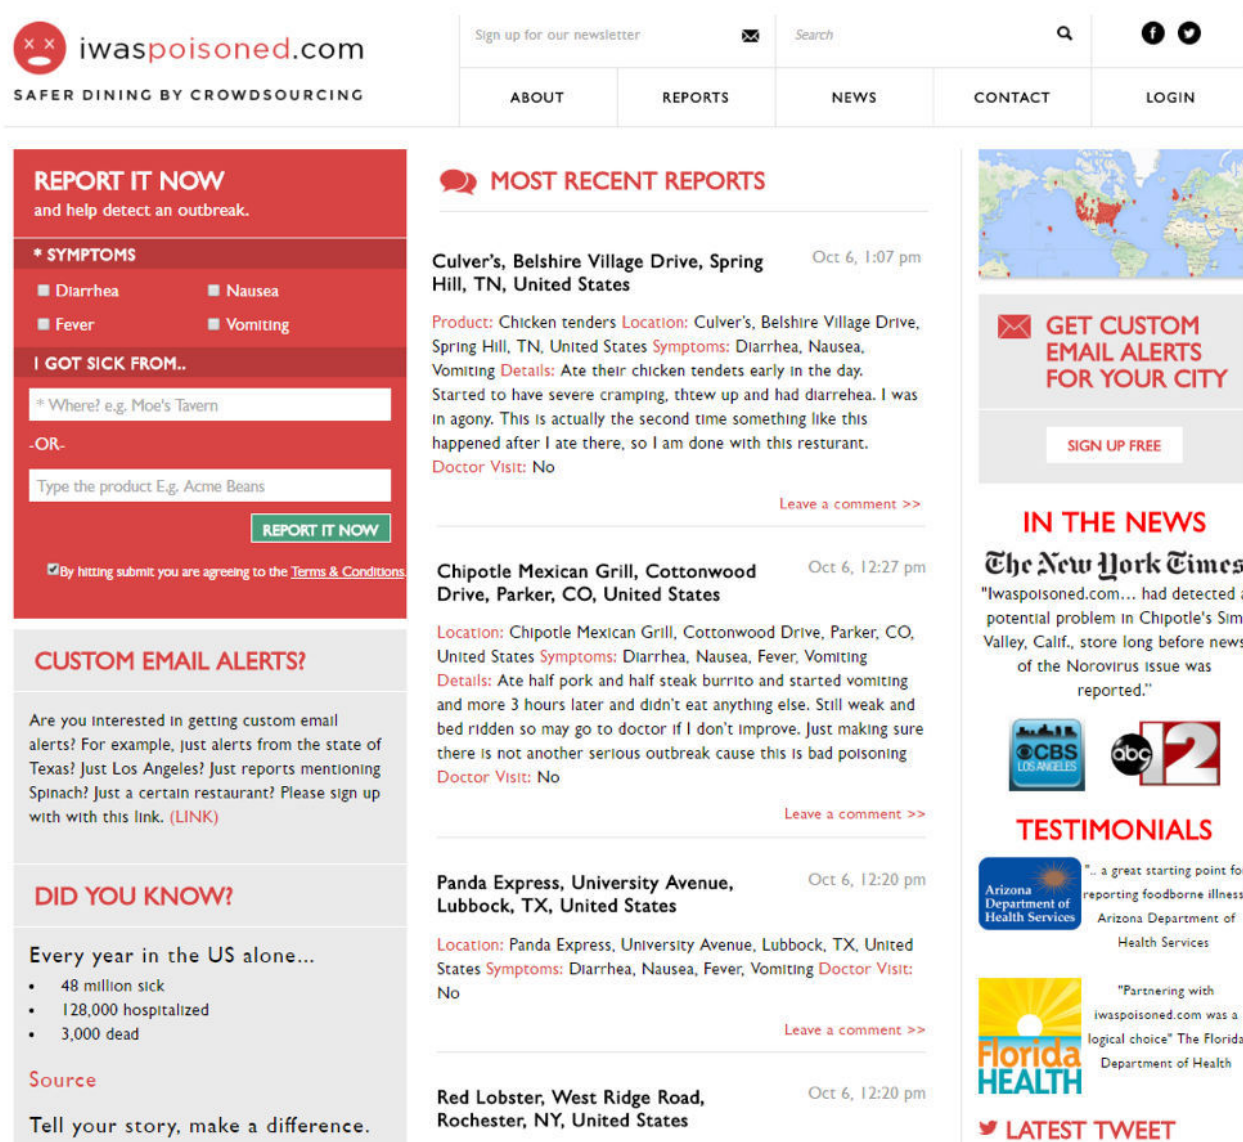 iwaspoisoned.com
SAFER DINING BY CROWDSOURCING
Sign up for our newsletter
Search
ABOUT
REPORTS
NEWS
CONTACT
LOGIN
REPORT IT NOW
and help detect an outbreak.
* SYMPTOMS
Diarrhea
Nausea
Fever
Vomiting
I GOT SICK FROM..
* Where? e.g. Moe's Tavern
-OR-
Type the product E.g. Acme Beans
REPORT IT NOW
By hitting submit you are agreeing to the Terms & Conditions.
CUSTOM EMAIL ALERTS?
Are you interested in getting custom email
alerts? For example, just alerts from the state of
Texas? Just Los Angeles? Just reports mentioning
Spinach? Just a certain restaurant? Please sign up
with with this link. (LINK)
DID YOU KNOW?
Every year in the US alone...
• 48 million sick
• 128,000 hospitalized
• 3,000 dead
Source
Tell your story, make a difference.
MOST RECENT REPORTS
Culver's, Belshire Village Drive, Spring
Hill, TN, United States
Oct 6, 1:07 pm
Product: Chicken tenders Location: Culver's, Belshire Village Drive,
Spring Hill, TN, United States Symptoms: Diarrhea, Nausea,
Vomiting Details: Ate their chicken tendets early in the day.
Started to have severe cramping, thtew up and had diarrehea. I was
in agony. This is actually the second time something like this
happened after I ate there, so I am done with this resturant.
Doctor Visit: No
Leave a comment >>
Chipotle Mexican Grill, Cottonwood
Drive, Parker, CO, United States
Oct 6, 12:27 pm
Location: Chipotle Mexican Grill, Cottonwood Drive, Parker, CO,
United States Symptoms: Diarrhea, Nausea, Fever, Vomiting
Details: Ate half pork and half steak burrito and started vomiting
and more 3 hours later and didn't eat anything else. Still weak and
bed ridden so may go to doctor if I don't improve. Just making sure
there is not another serious outbreak cause this is bad poisoning
Doctor Visit: No
Leave a comment >>
Panda Express, University Avenue,
Lubbock, TX, United States
Oct 6, 12:20 pm
Location: Panda Express, University Avenue, Lubbock, TX, United
States Symptoms: Diarrhea, Nausea, Fever, Vomiting Doctor Visit:
No
Leave a comment >>
Red Lobster, West Ridge Road,
Rochester, NY, United States
Oct 6, 12:20 pm
GET CUSTOM
EMAIL ALERTS
FOR YOUR CITY
SIGN UP FREE
IN THE NEWS
The New York Times
"Iwaspoisoned.com... had detected a
potential problem in Chipotle's Simi
Valley, Calif., store long before news
of the Norovirus issue was
reported."
CBS
LOS ANGELES
abc 12
TESTIMONIALS
Arizona
Department of
Health Services
".. a great starting point for
reporting foodborne illness
Arizona Department of
Health Services
Florida
HEALTH
"Partnering with
iwaspoisoned.com was a
logical choice" The Florida
Department of Health
LATEST TWEET